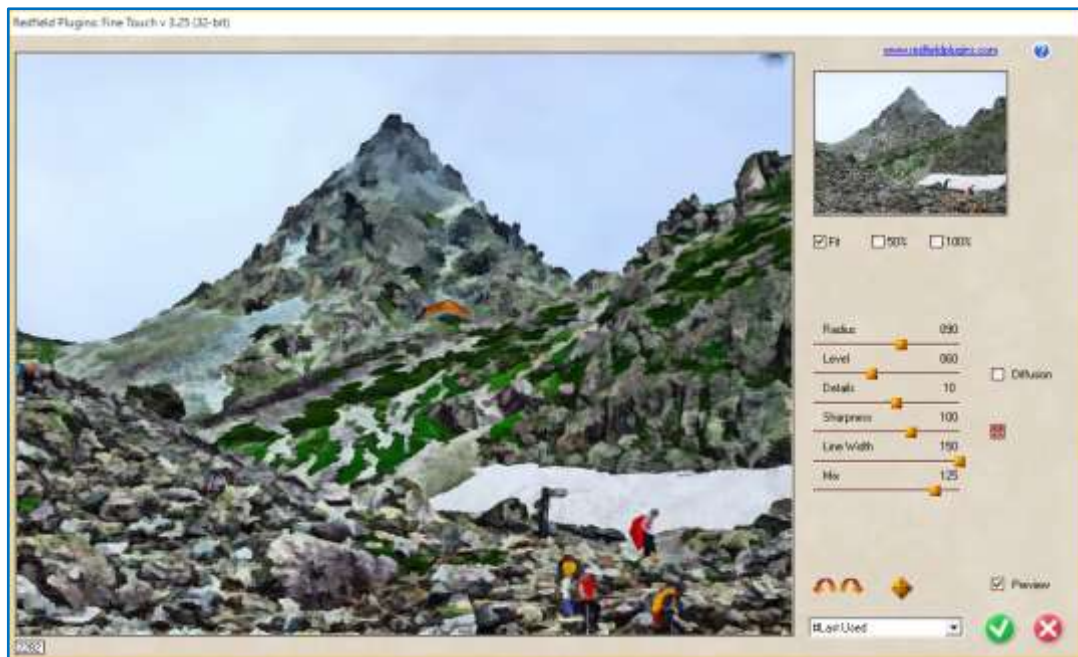 Redfield Plugins: Fine Touch v 3.25 (32-bit)
www.redfieldplugins.com
?
Fit 50% 100%
Radius 090
Level 060
Details 10
Diffusion
Sharpness 100
Line Width 150
Mix 125
Preview
#Last Used